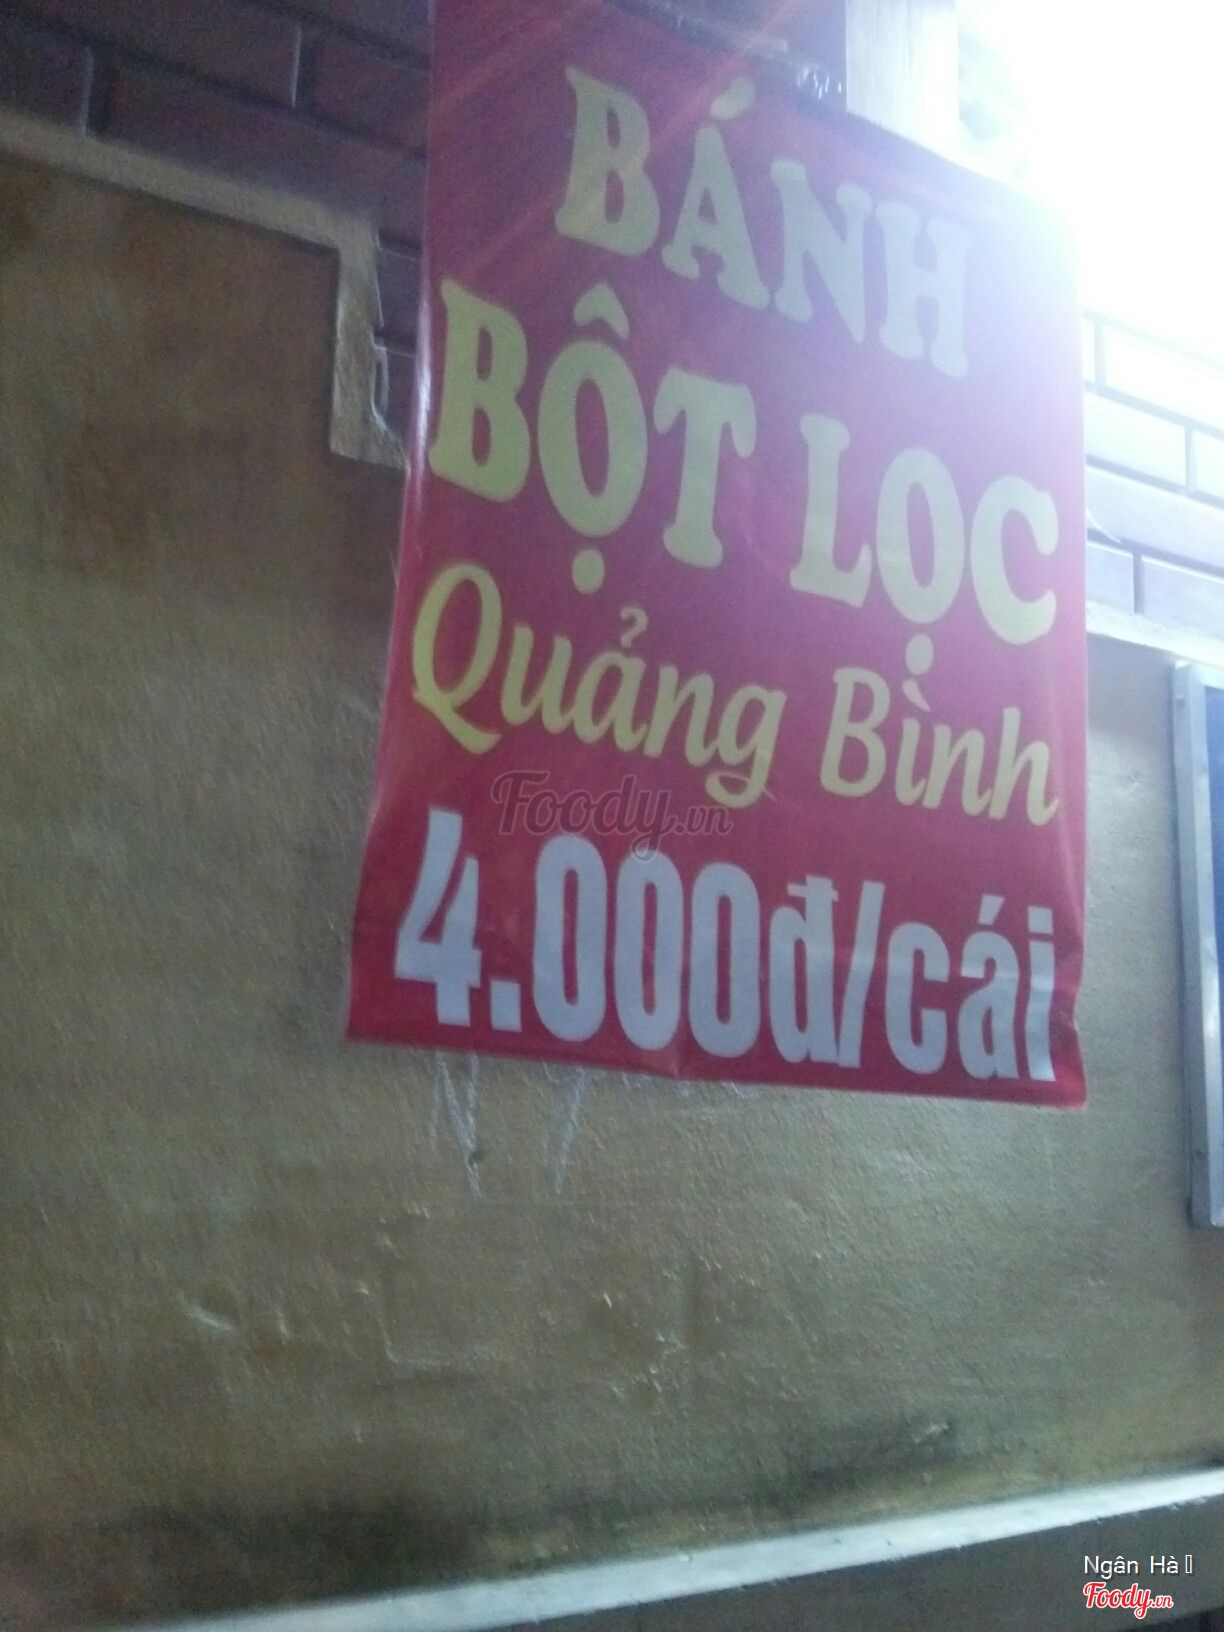 BÁNH
BỘT LỌC
Quảng Bình
Foody.vn
4.000đ/cái
Ngân Hà
Foody.vn